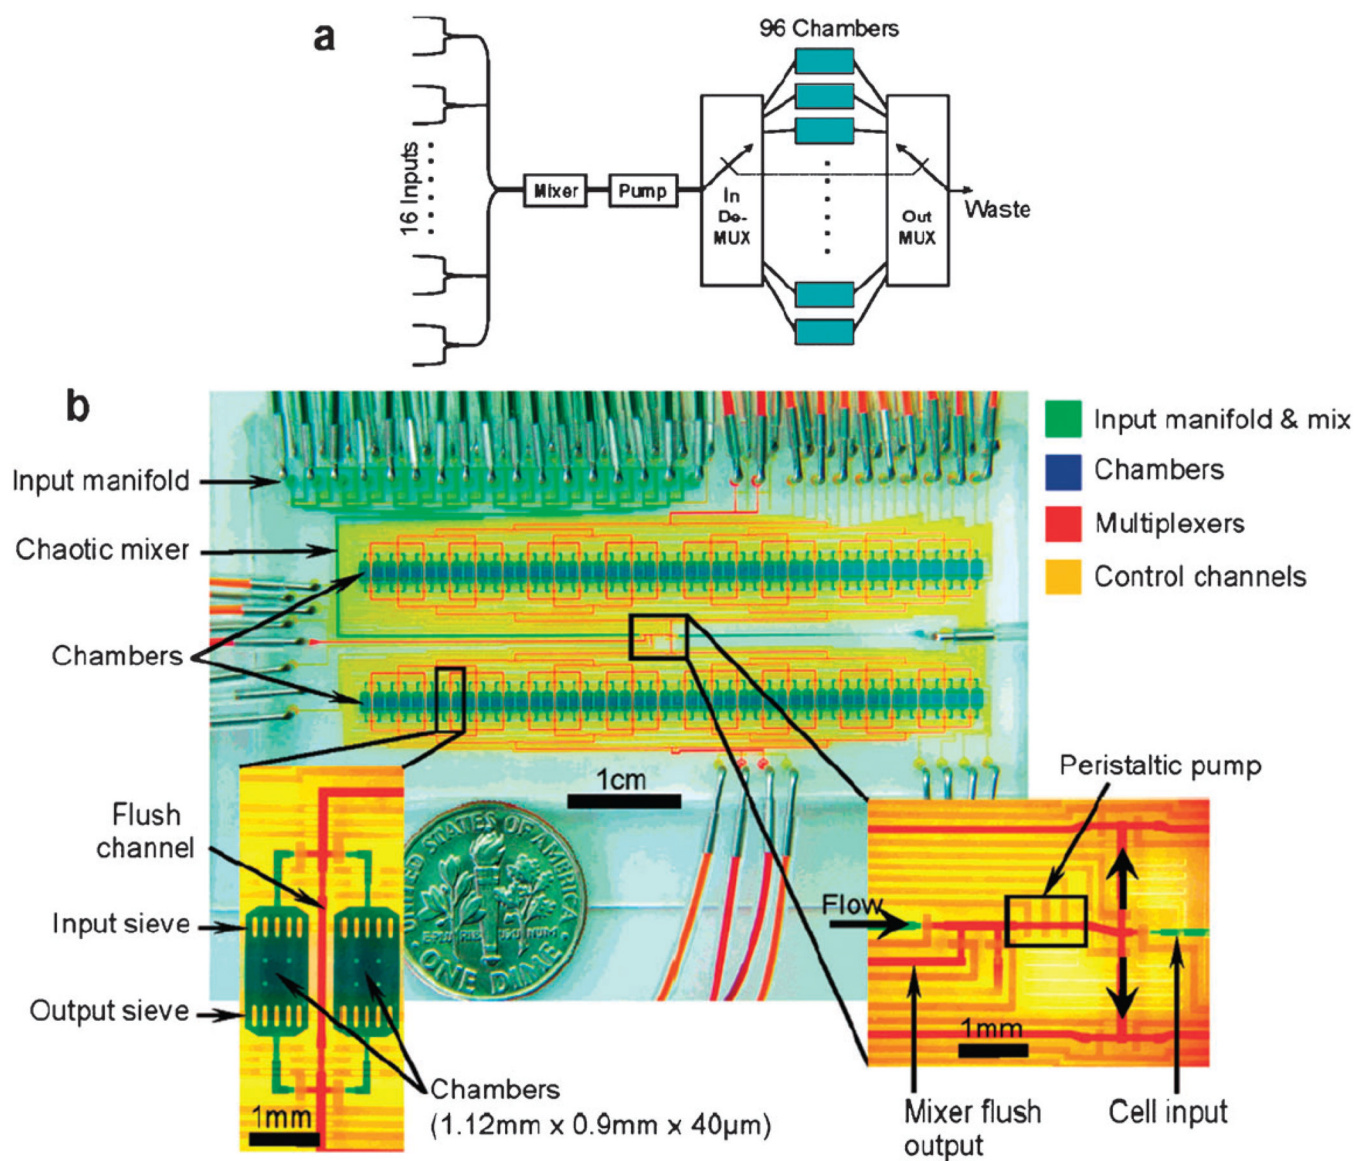 a
96 Chambers
16 Inputs
Mixer
Pump
In
De-
MUX
Out
MUX
Waste
b
Input manifold & mix
Chambers
Multiplexers
Control channels
Input manifold
Chaotic mixer
Chambers
1cm
Peristaltic pump
Flush
channel
Input sieve
Output sieve
UNITED STATES OF AMERICA
E PLURIBUS UNUM
ONE DIME
Flow
1mm
1mm
Chambers
(1.12mm x 0.9mm x 40µm)
Mixer flush
output
Cell input